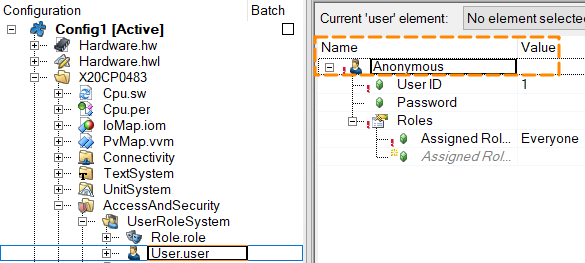 Configuration Batch
Config1 [Active]
Hardware.hw
Hardware.hwl
X20CP0483
Cpu.sw
Cpu.per
IoMap.iom
PvMap.vvm
Connectivity
TextSystem
UnitSystem
AccessAndSecurity
UserRoleSystem
Role.role
User.user
Current 'user' element: No element selected
Name Value
Anonymous
User ID 1
Password
Roles
Assigned Rol... Everyone
Assigned Rol...